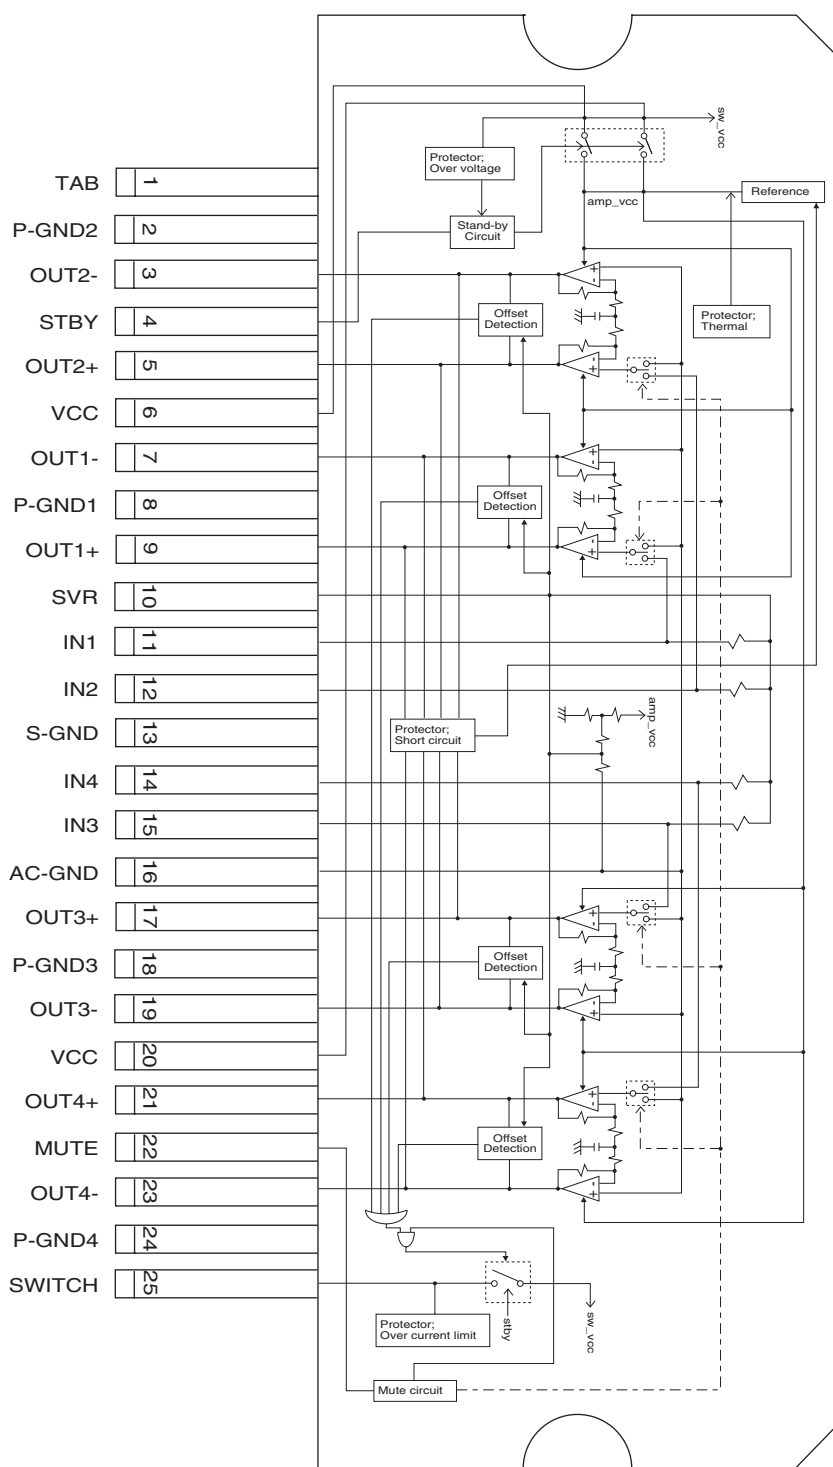 TAB 1
P-GND2 2
OUT2- 3
STBY 4
OUT2+ 5
VCC 6
OUT1- 7
P-GND1 8
OUT1+ 9
SVR 10
IN1 11
IN2 12
S-GND 13
IN4 14
IN3 15
AC-GND 16
OUT3+ 17
P-GND3 18
OUT3- 19
VCC 20
OUT4+ 21
MUTE 22
OUT4- 23
P-GND4 24
SWITCH 25
sw_vcc
Protector;
Over voltage
Reference
amp_vcc
Stand-by
Circuit
Protector;
Thermal
Offset
Detection
+
-
-
+
Offset
Detection
+
-
-
+
Protector;
Short circuit
amp_vcc
Offset
Detection
+
-
-
+
Offset
Detection
+
-
-
+
Protector;
Over current limit
stby
sw_vcc
Mute circuit